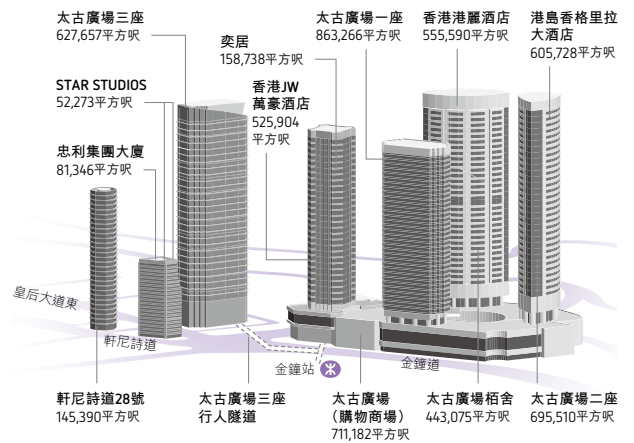 太古廣場三座
627,657平方呎
奕居
158,738平方呎
太古廣場一座
863,266平方呎
香港港麗酒店
555,590平方呎
港島香格里拉
大酒店
605,728平方呎
STAR STUDIOS
52,273平方呎
香港JW
萬豪酒店
525,904
平方呎
忠利集團大廈
81,346平方呎
皇后大道東
軒尼詩道
金鐘站
金鐘道
軒尼詩道28號
145,390平方呎
太古廣場三座
行人隧道
太古廣場
(購物商場)
711,182平方呎
太古廣場栢舍
443,075平方呎
太古廣場二座
695,510平方呎